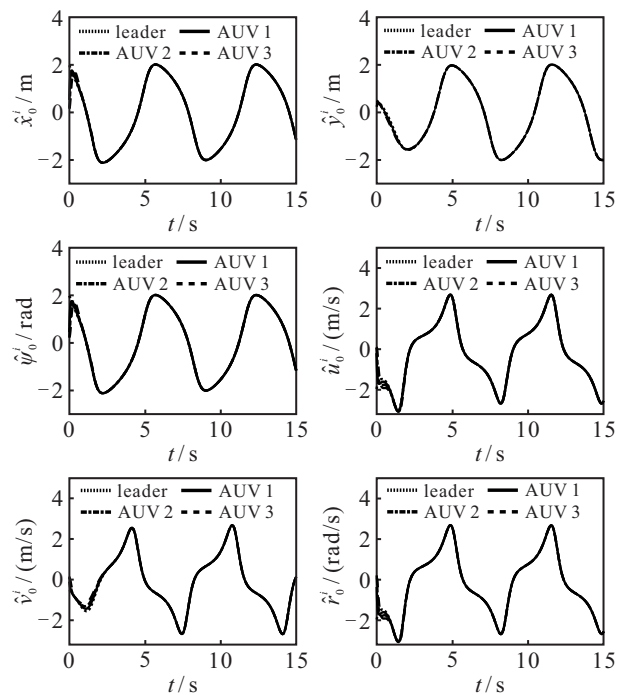 4
leader AUV 1
AUV 2 AUV 3
2
0
−2
x̂₀ⁱ / m
0 5 10 15
t / s
4
leader AUV 1
AUV 2 AUV 3
2
0
−2
ŷ₀ⁱ / m
0 5 10 15
t / s
4
leader AUV 1
AUV 2 AUV 3
2
0
−2
ψ̂₀ⁱ / rad
0 5 10 15
t / s
4
leader AUV 1
AUV 2 AUV 3
2
0
−2
û₀ⁱ / (m/s)
0 5 10 15
t / s
4
leader AUV 1
AUV 2 AUV 3
2
0
−2
v̂₀ⁱ / (m/s)
0 5 10 15
t / s
4
leader AUV 1
AUV 2 AUV 3
2
0
−2
r̂₀ⁱ / (rad/s)
0 5 10 15
t / s